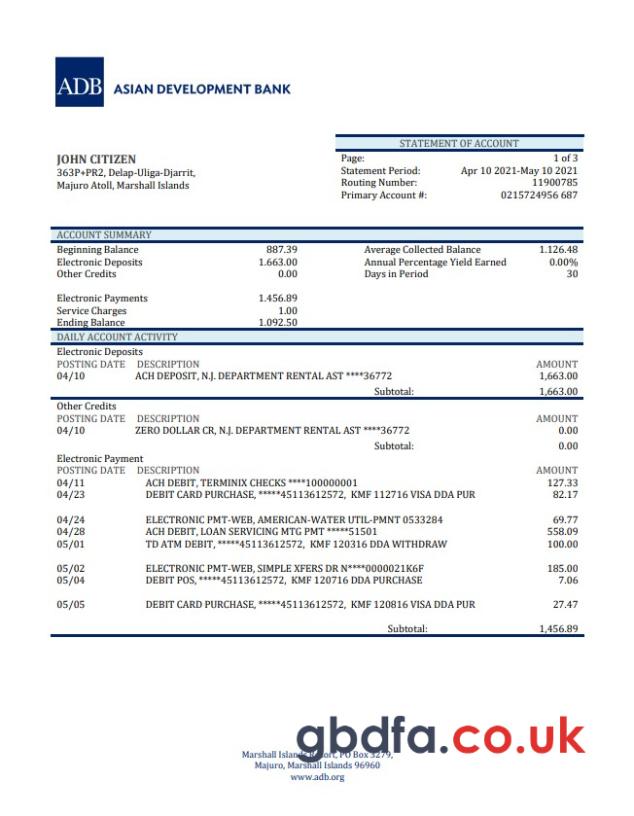 ADB ASIAN DEVELOPMENT BANK
STATEMENT OF ACCOUNT
JOHN CITIZEN
363P+PR2, Delap-Uliga-Djarrit,
Majuro Atoll, Marshall Islands
Page: 1 of 3
Statement Period: Apr 10 2021-May 10 2021
Routing Number: 11900785
Primary Account #: 0215724956 687
ACCOUNT SUMMARY
Beginning Balance 887.39 Average Collected Balance 1.126.48
Electronic Deposits 1.663.00 Annual Percentage Yield Earned 0.00%
Other Credits 0.00 Days in Period 30
Electronic Payments 1.456.89
Service Charges 1.00
Ending Balance 1.092.50
DAILY ACCOUNT ACTIVITY
Electronic Deposits
POSTING DATE DESCRIPTION AMOUNT
04/10 ACH DEPOSIT, N.J. DEPARTMENT RENTAL AST ****36772 1,663.00
Subtotal: 1,663.00
Other Credits
POSTING DATE DESCRIPTION AMOUNT
04/10 ZERO DOLLAR CR, N.J. DEPARTMENT RENTAL AST ****36772 0.00
Subtotal: 0.00
Electronic Payment
POSTING DATE DESCRIPTION AMOUNT
04/11 ACH DEBIT, TERMINIX CHECKS ****100000001 127.33
04/23 DEBIT CARD PURCHASE, *****45113612572, KMF 112716 VISA DDA PUR 82.17
04/24 ELECTRONIC PMT-WEB, AMERICAN-WATER UTIL-PMNT 0533284 69.77
04/28 ACH DEBIT, LOAN SERVICING MTG PMT *****51501 558.09
05/01 TD ATM DEBIT, *****45113612572, KMF 120316 DDA WITHDRAW 100.00
05/02 ELECTRONIC PMT-WEB, SIMPLE XFERS DR N****0000021K6F 185.00
05/04 DEBIT POS, *****45113612572, KMF 120716 DDA PURCHASE 7.06
05/05 DEBIT CARD PURCHASE, *****45113612572, KMF 120816 VISA DDA PUR 27.47
Subtotal: 1,456.89
gbdfa.co.uk
Marshall Islands Resort, PO Box 3279,
Majuro, Marshall Islands 96960
www.adb.org